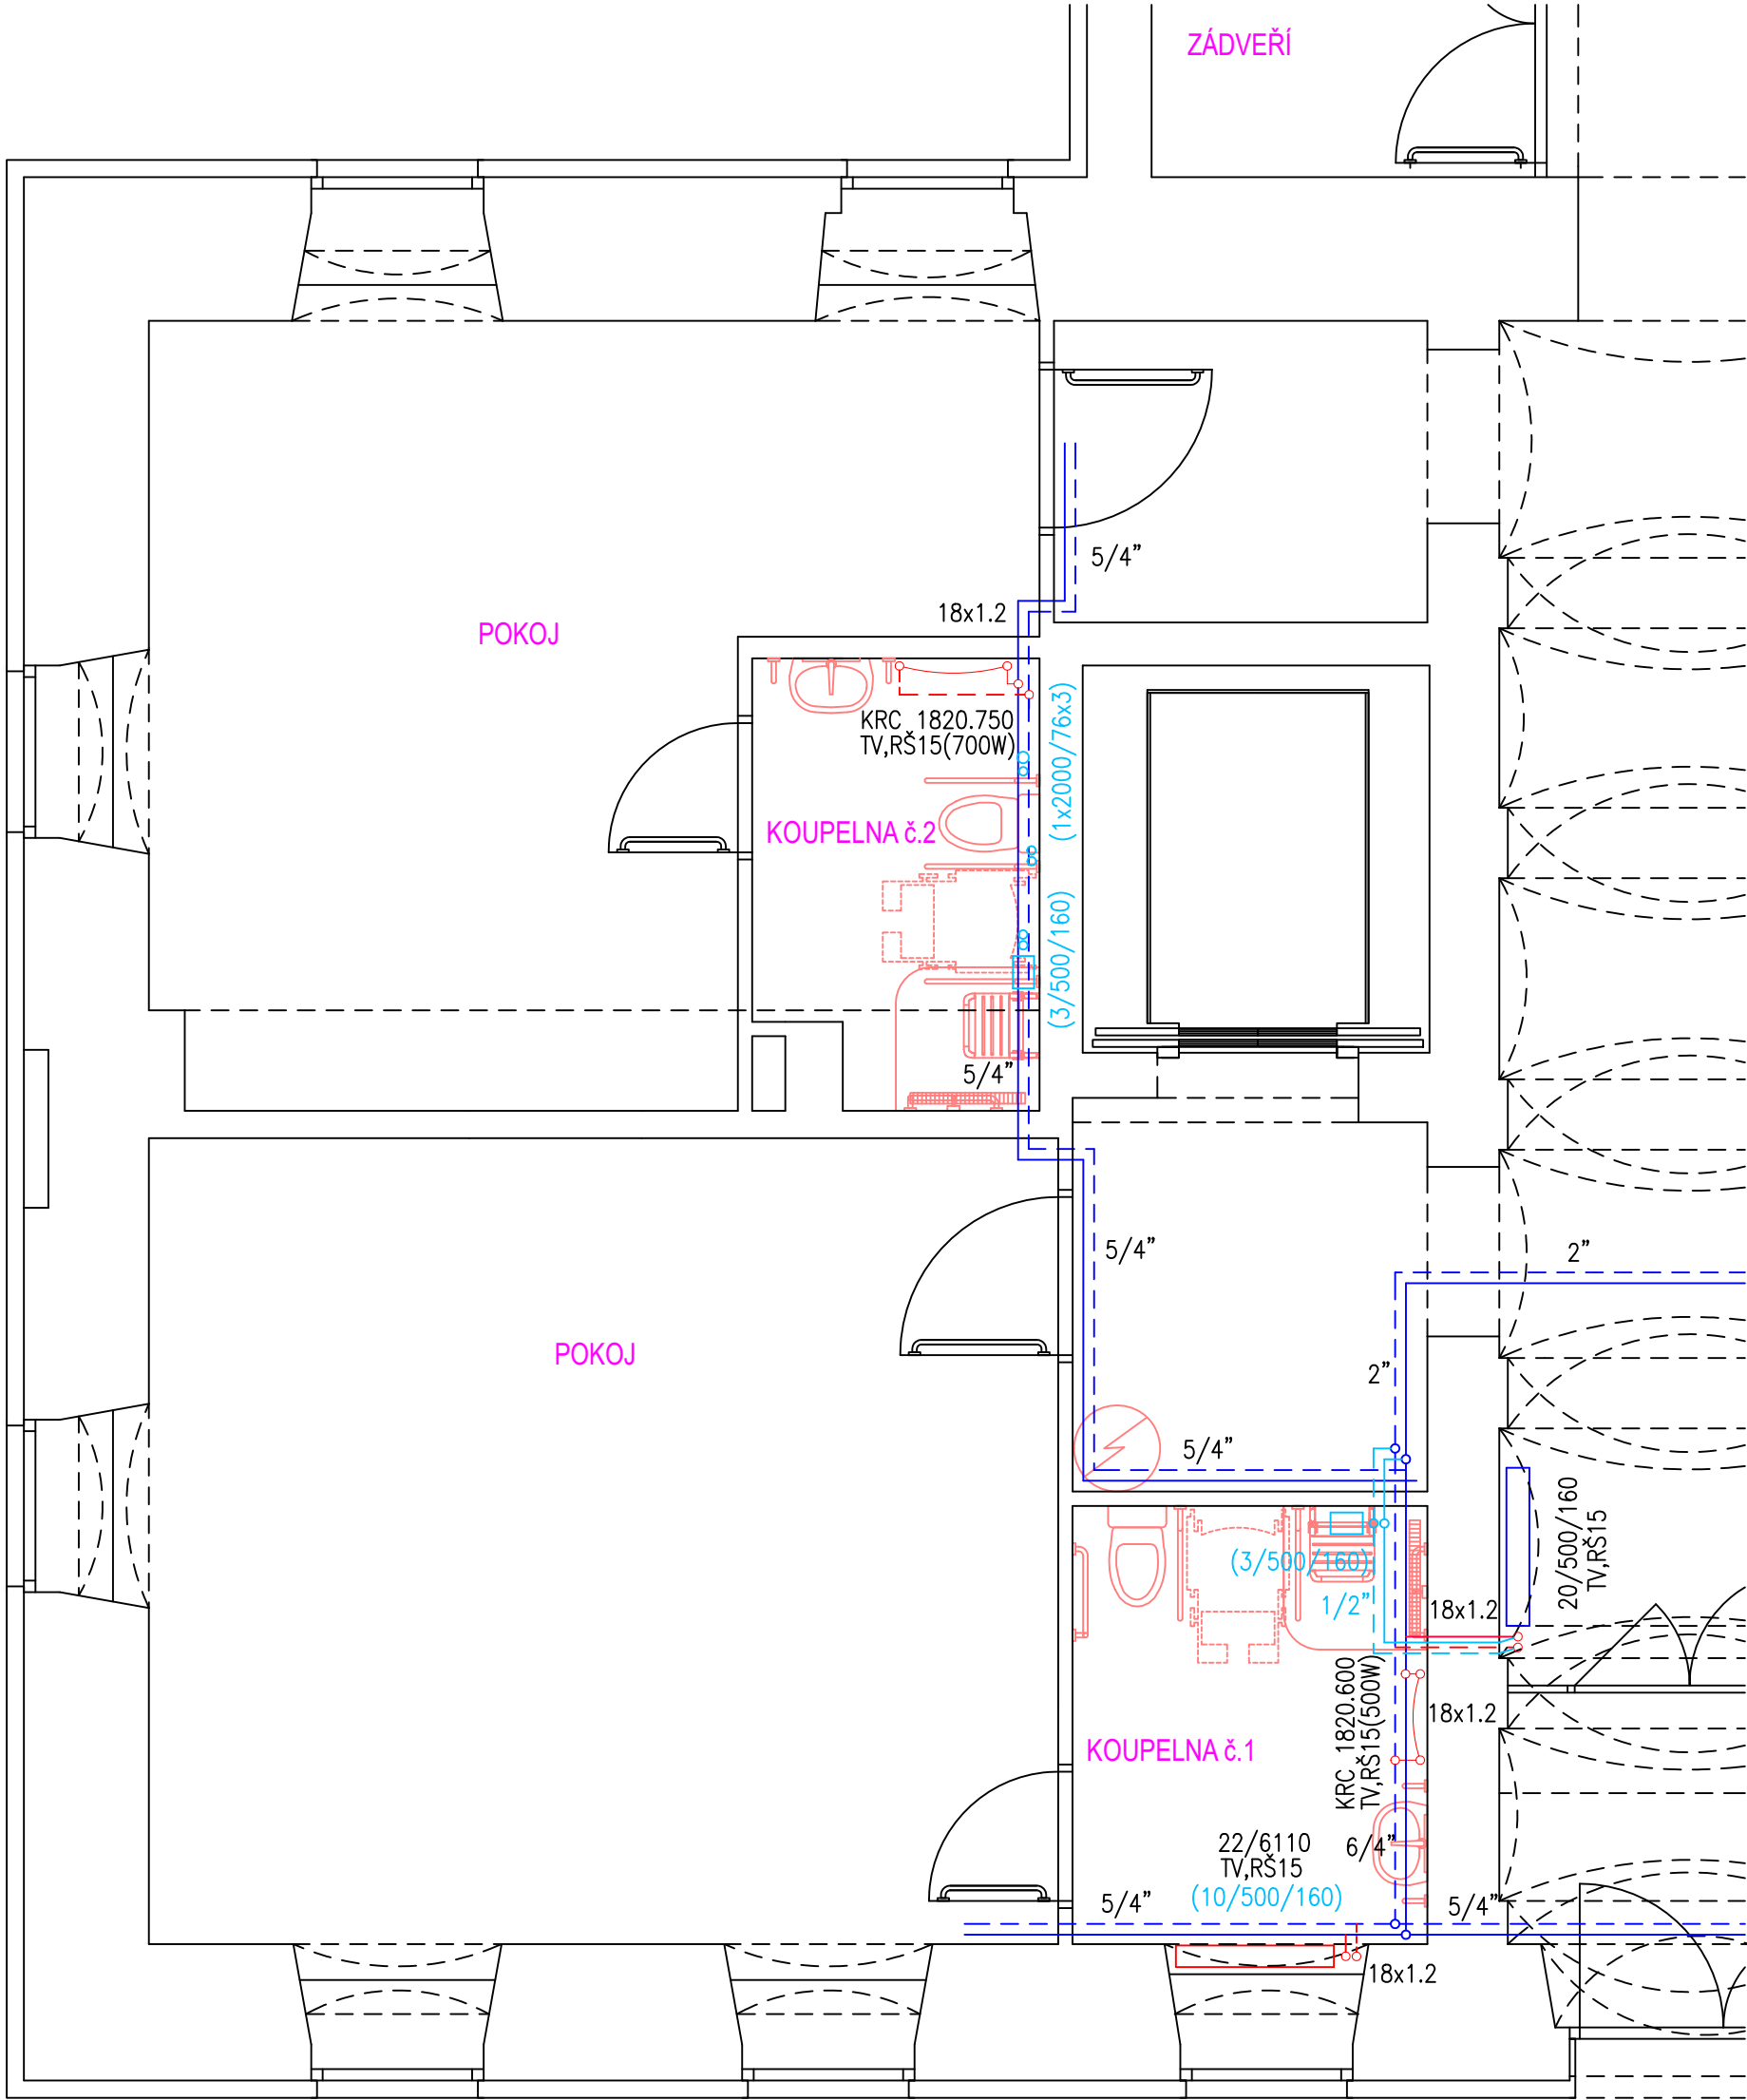 ZÁDVEŘÍ
5/4"
18x1.2
POKOJ
KRC 1820.750
TV,RŠ15(700W)
(1x2000/76x3)
KOUPELNA č.2
(3/500/160)
5/4"
5/4"
2"
POKOJ
2"
5/4"
20/500/160
TV,RŠ15
(3/500/160)
1/2"
18x1.2
KRC 1820.600
TV,RŠ15(500W)
18x1.2
KOUPELNA č.1
22/6110
TV,RŠ15
(10/500/160)
6/4"
5/4"
5/4"
18x1.2